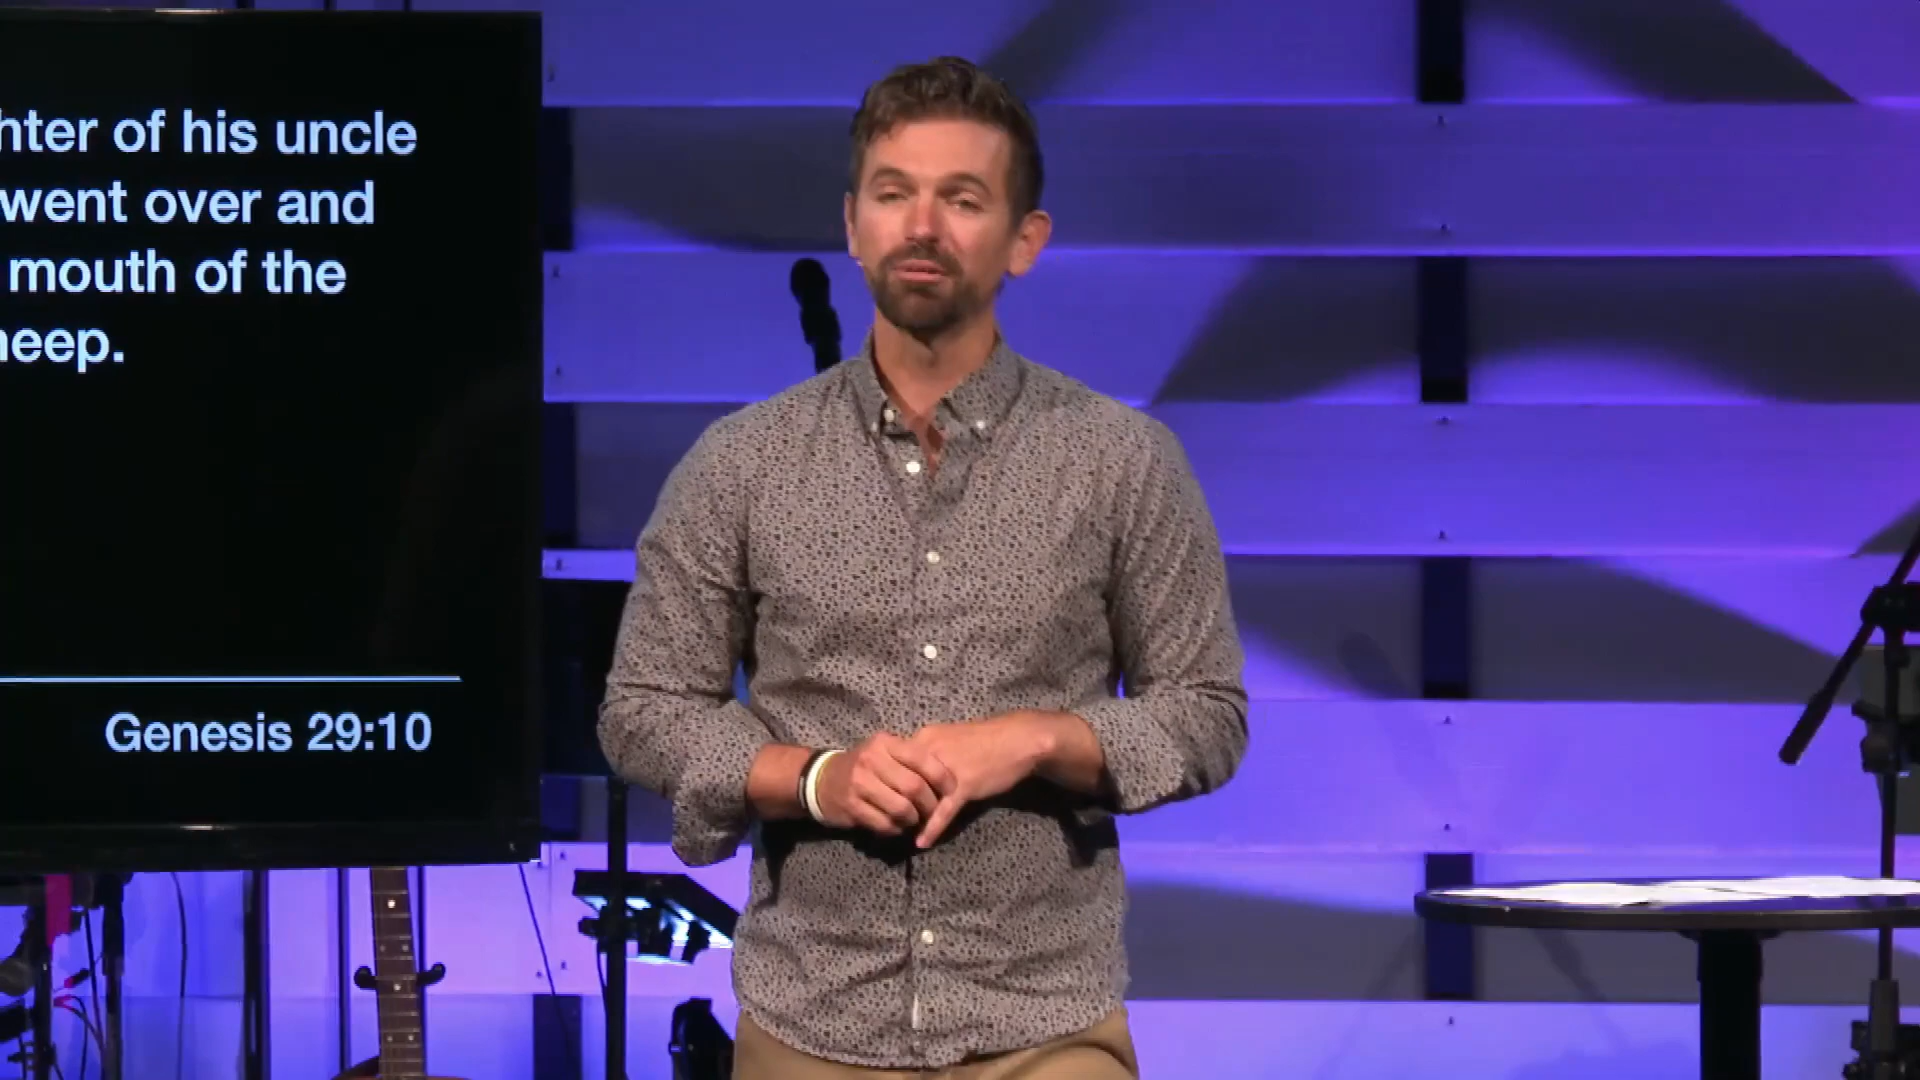 hter of his uncle
went over and
mouth of the
heep.
Genesis 29:10